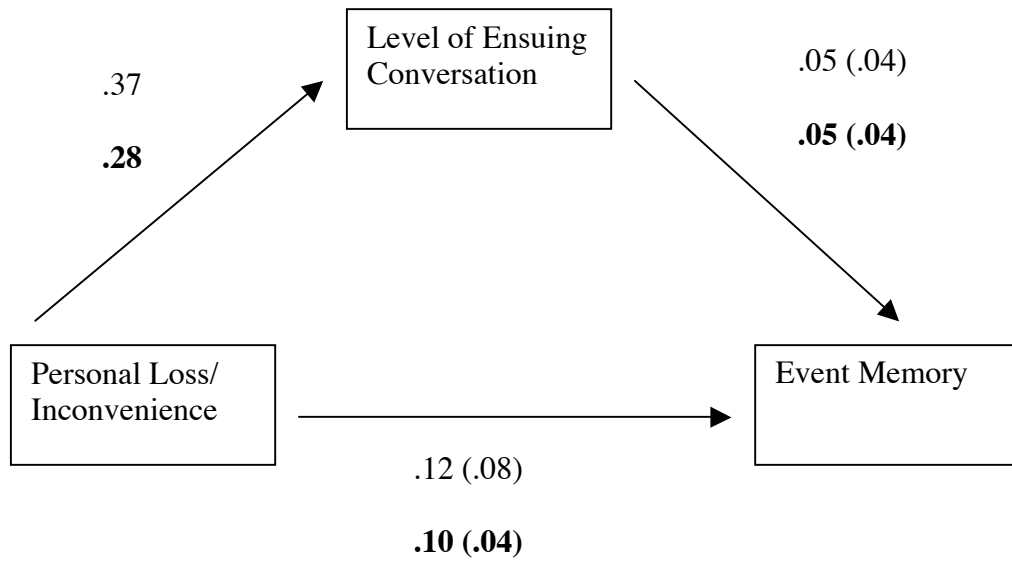 Level of Ensuing
Conversation
.37
.28
.05 (.04)
.05 (.04)
Personal Loss/
Inconvenience
Event Memory
.12 (.08)
.10 (.04)